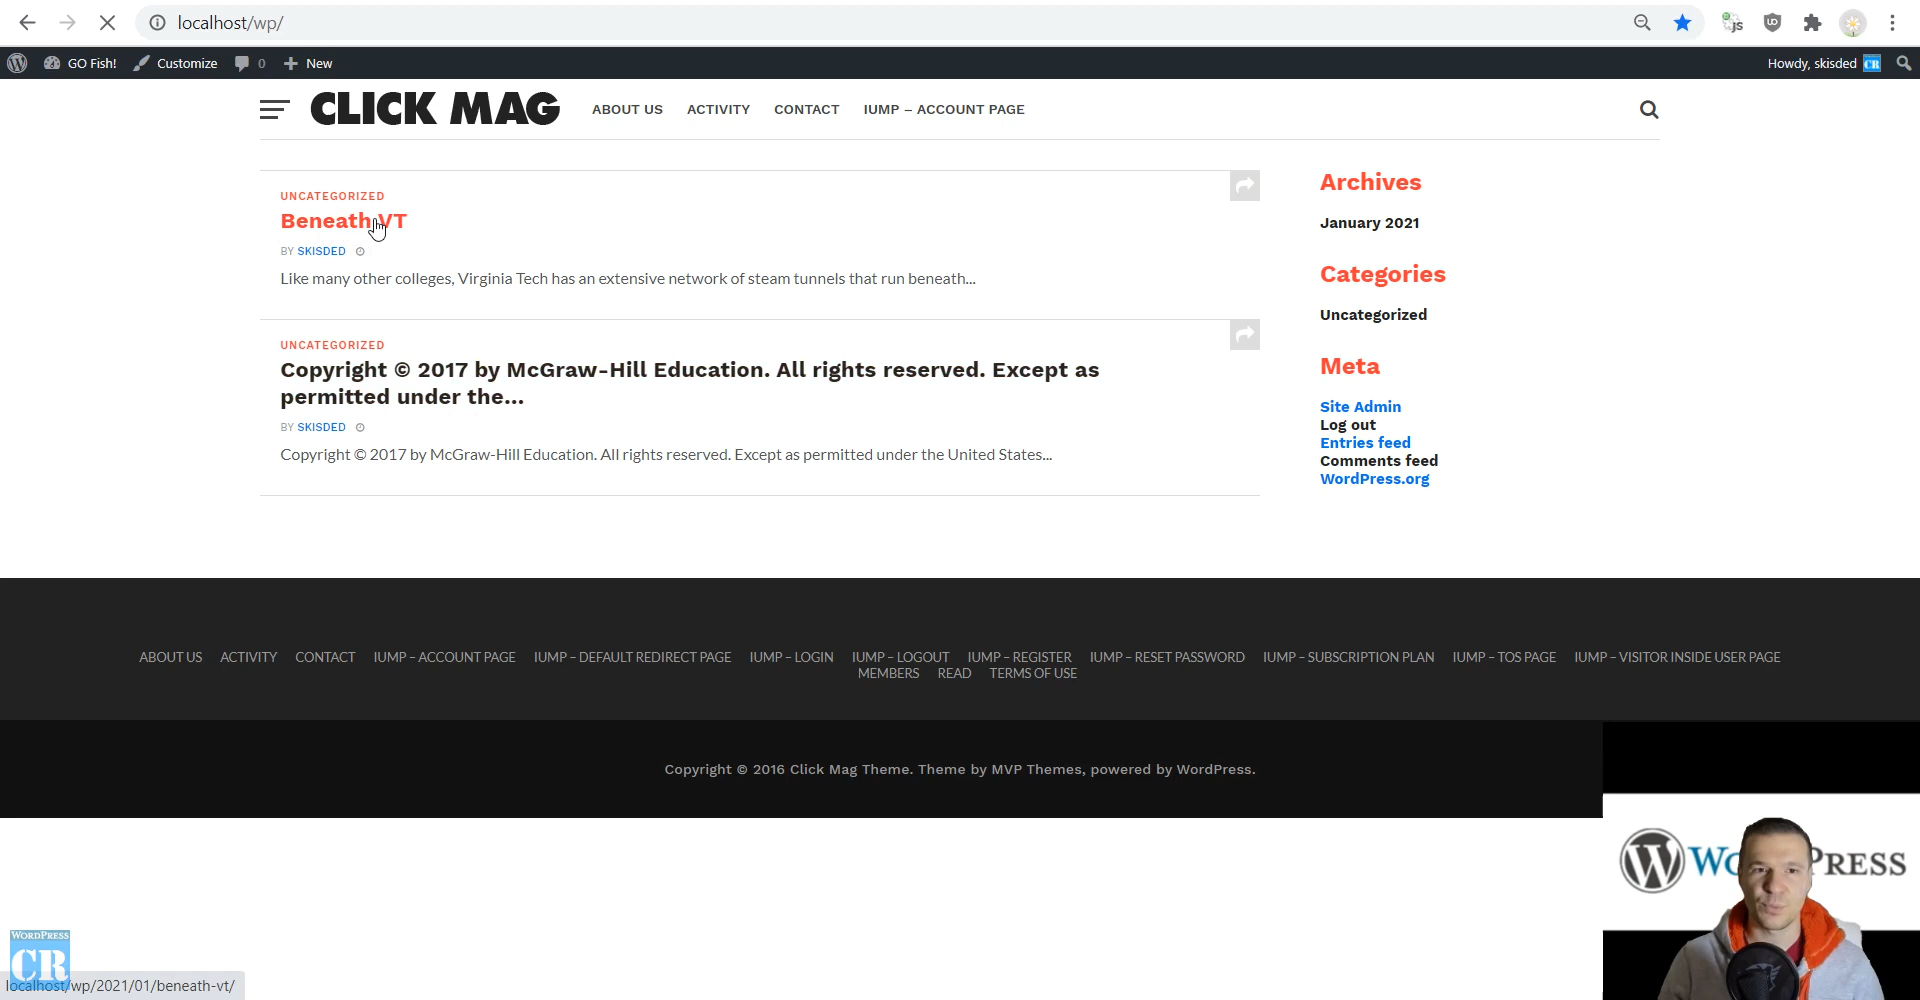 localhost/wp/
JS
GO Fish! Customize 0 New
Howdy, skisded CR
CLICK MAG ABOUT US ACTIVITY CONTACT IUMP – ACCOUNT PAGE
UNCATEGORIZED
Beneath VT
BY SKISDED
Like many other colleges, Virginia Tech has an extensive network of steam tunnels that run beneath...
UNCATEGORIZED
Copyright © 2017 by McGraw-Hill Education. All rights reserved. Except as
permitted under the...
BY SKISDED
Copyright © 2017 by McGraw-Hill Education. All rights reserved. Except as permitted under the United States...
Archives
January 2021
Categories
Uncategorized
Meta
Site Admin
Log out
Entries feed
Comments feed
WordPress.org
ABOUT US ACTIVITY CONTACT IUMP – ACCOUNT PAGE IUMP – DEFAULT REDIRECT PAGE IUMP – LOGIN IUMP – LOGOUT IUMP – REGISTER IUMP – RESET PASSWORD IUMP – SUBSCRIPTION PLAN IUMP – TOS PAGE IUMP – VISITOR INSIDE USER PAGE
MEMBERS READ TERMS OF USE
Copyright © 2016 Click Mag Theme. Theme by MVP Themes, powered by WordPress.
WORDPRESS
CR
localhost/wp/2021/01/beneath-vt/